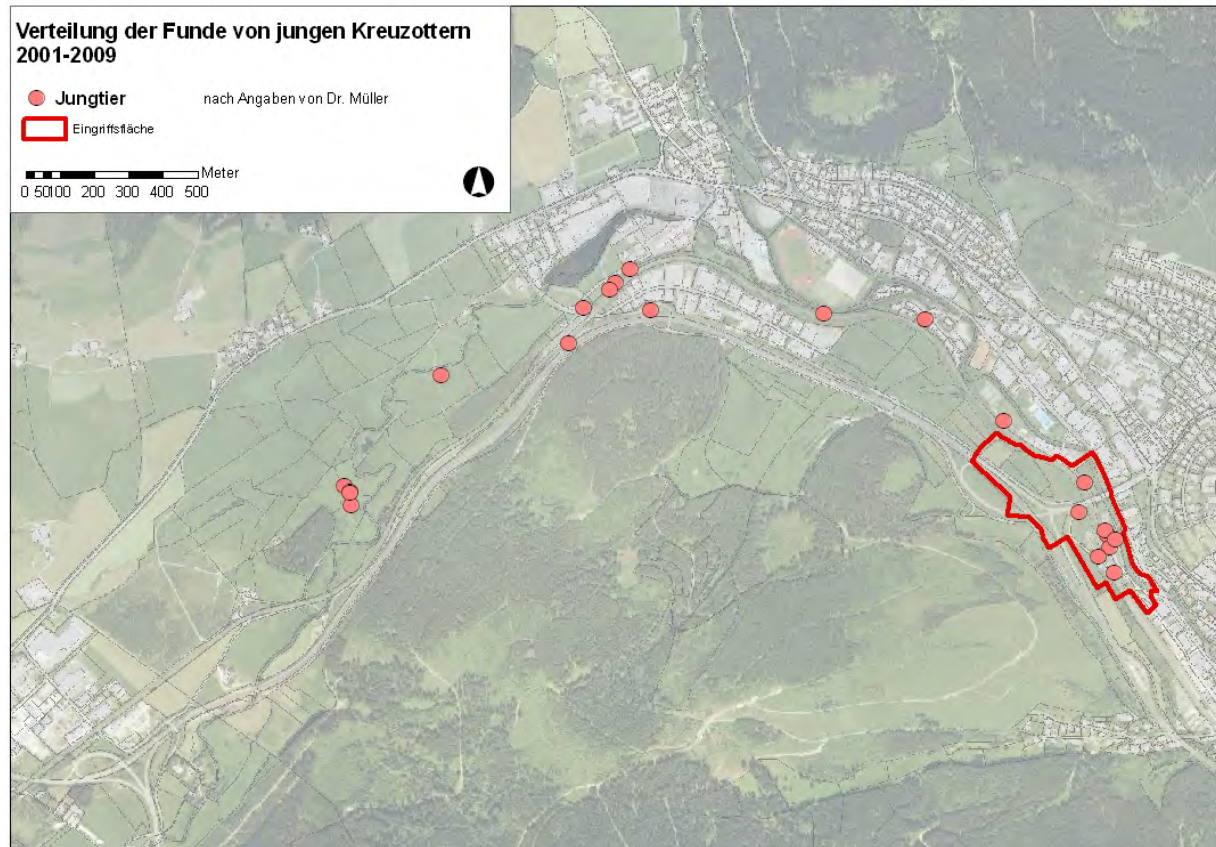 Verteilung der Funde von jungen Kreuzottern
2001-2009
Jungtier nach Angaben von Dr. Müller
Eingriffsfläche
Meter
0 50100 200 300 400 500